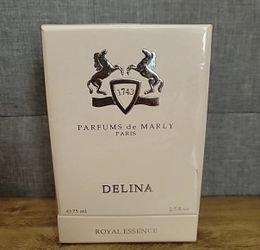 1743
PARFUMS de MARLY
PARIS
DELINA
℮ 75 ml 2.5 fl.oz
ROYAL ESSENCE